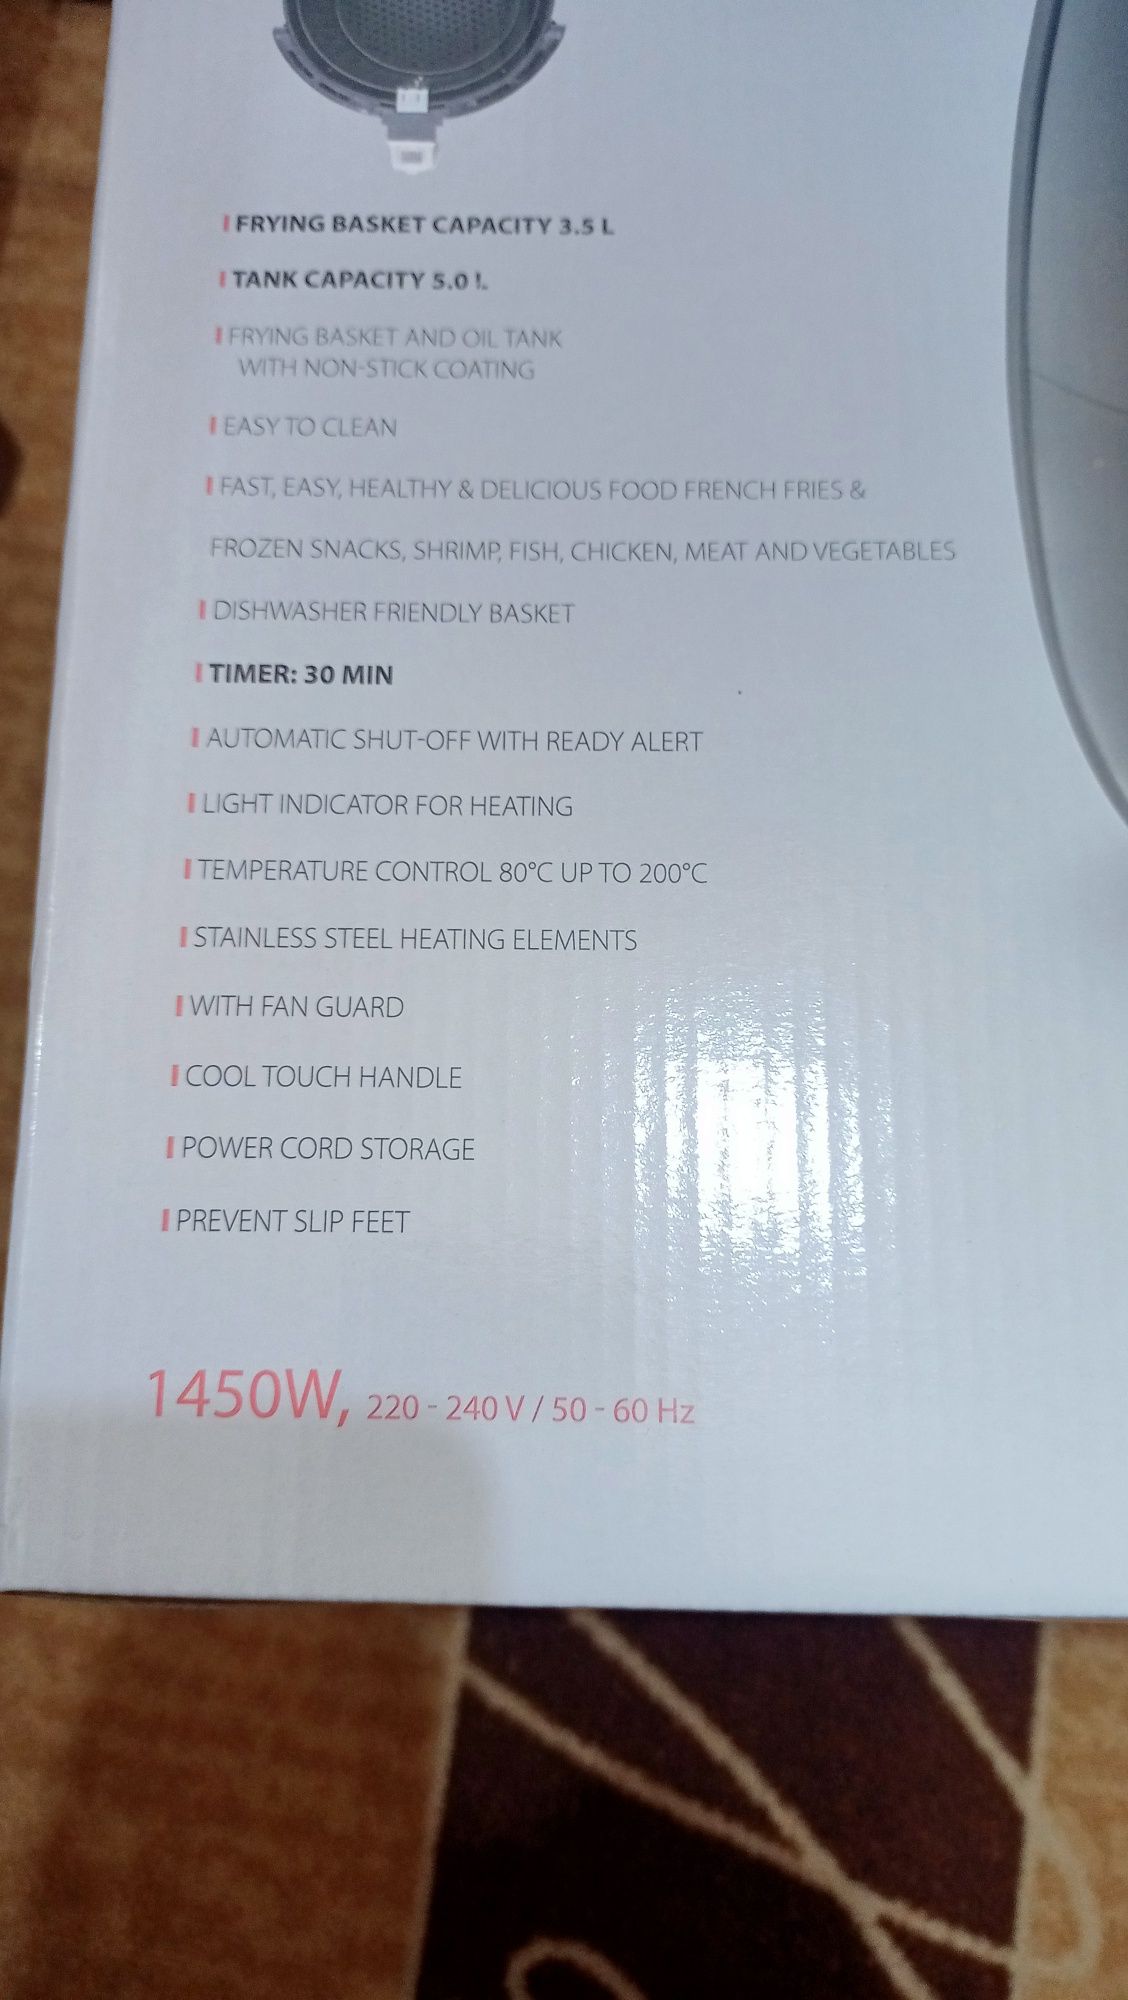 FRYING BASKET CAPACITY 3.5 L
TANK CAPACITY 5.0 L
FRYING BASKET AND OIL TANK
WITH NON-STICK COATING
EASY TO CLEAN
FAST, EASY, HEALTHY & DELICIOUS FOOD FRENCH FRIES &
FROZEN SNACKS, SHRIMP, FISH, CHICKEN, MEAT AND VEGETABLES
DISHWASHER FRIENDLY BASKET
TIMER: 30 MIN
AUTOMATIC SHUT-OFF WITH READY ALERT
LIGHT INDICATOR FOR HEATING
TEMPERATURE CONTROL 80°C UP TO 200°C
STAINLESS STEEL HEATING ELEMENTS
WITH FAN GUARD
COOL TOUCH HANDLE
POWER CORD STORAGE
PREVENT SLIP FEET
1450W, 220 - 240 V / 50 - 60 Hz